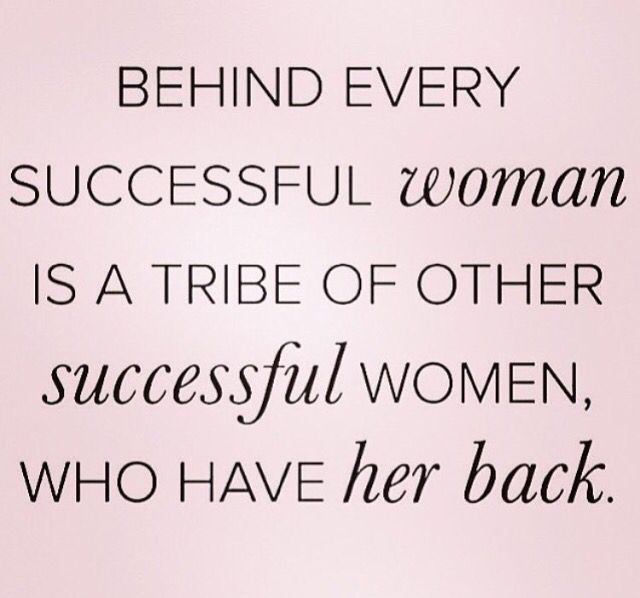 BEHIND EVERY
SUCCESSFUL woman
IS A TRIBE OF OTHER
successful WOMEN,
WHO HAVE her back.